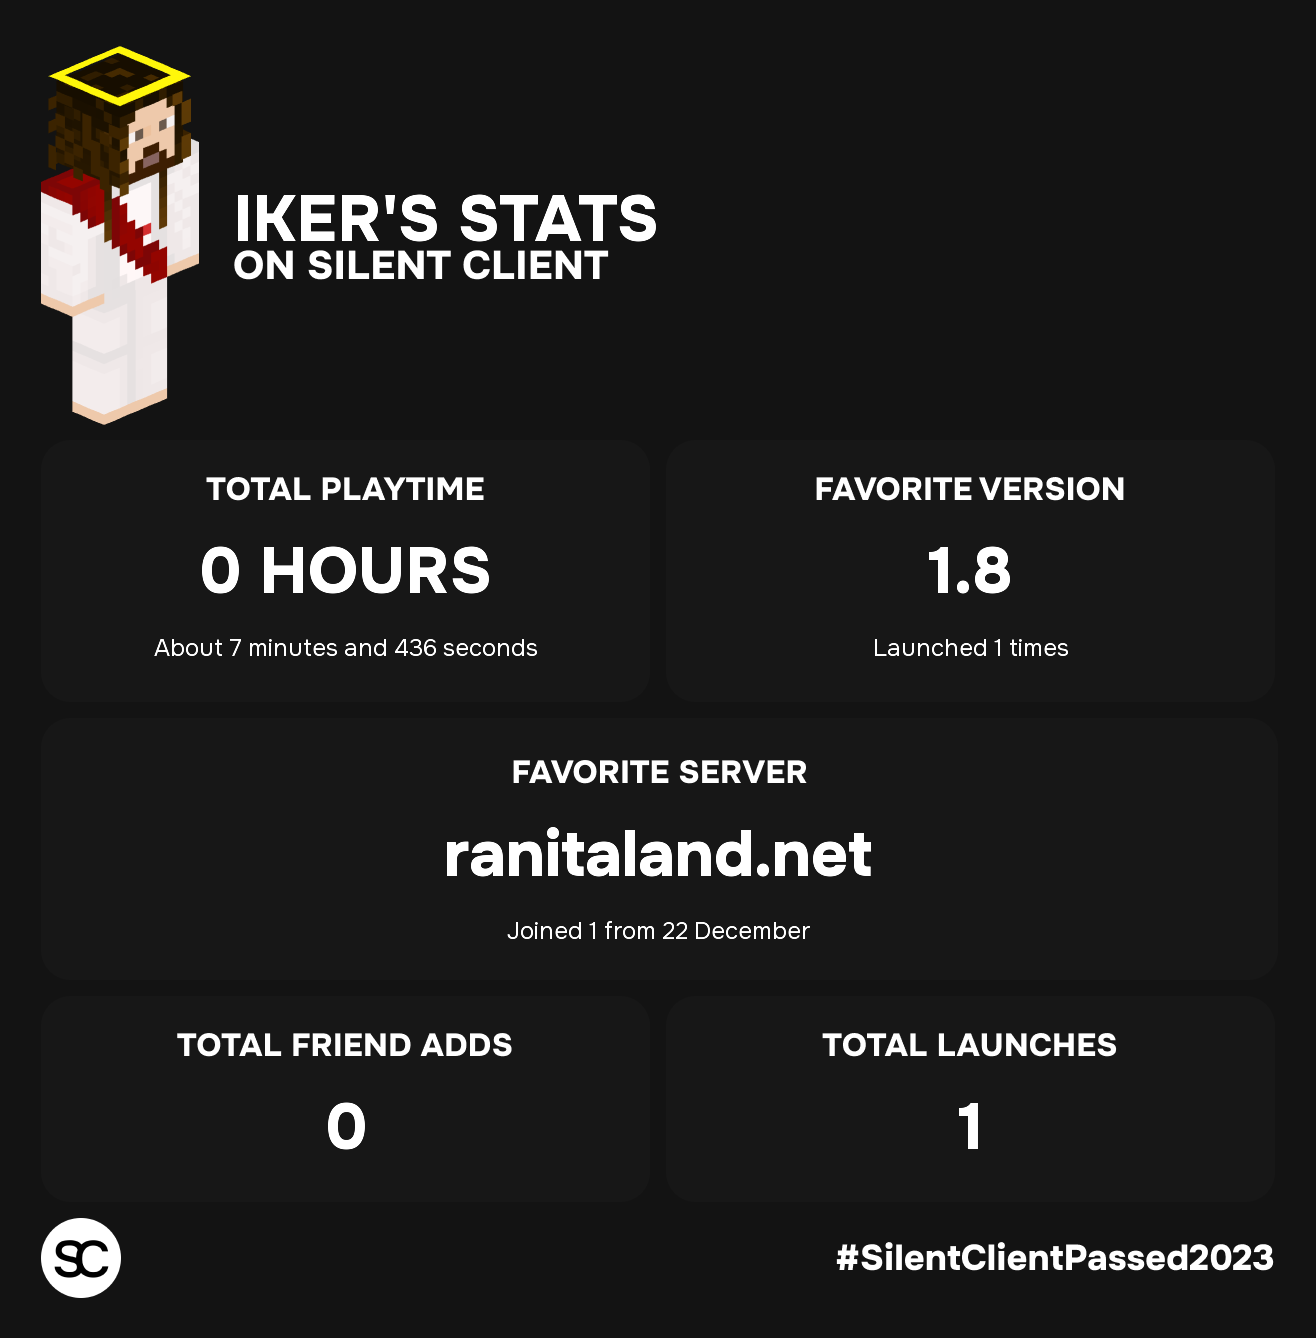 IKER'S STATS
ON SILENT CLIENT
TOTAL PLAYTIME
0 HOURS
About 7 minutes and 436 seconds
FAVORITE VERSION
1.8
Launched 1 times
FAVORITE SERVER
ranitaland.net
Joined 1 from 22 December
TOTAL FRIEND ADDS
0
TOTAL LAUNCHES
1
SC
#SilentClientPassed2023